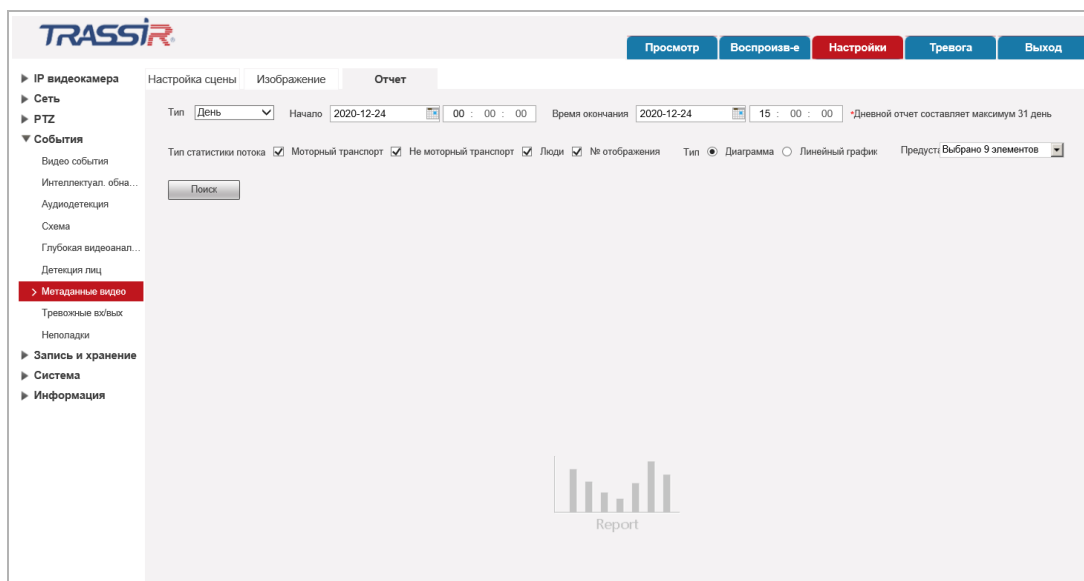 TRASSIR®
Просмотр Воспроизв-е Настройки Тревога Выход
IP видеокамера
Сеть
PTZ
События
Видео события
Интеллектуал. обна...
Аудиодетекция
Схема
Глубокая видеоанал...
Детекция лиц
Метаданные видео
Тревожные вх/вых
Неполадки
Запись и хранение
Система
Информация
Настройка сцены Изображение Отчет
Тип День Начало 2020-12-24 00 : 00 : 00 Время окончания 2020-12-24 15 : 00 : 00 *Дневной отчет составляет максимум 31 день
Тип статистики потока Моторный транспорт Не моторный транспорт Люди № отображения Тип Диаграмма Линейный график Предуста Выбрано 9 элементов
Поиск
Report